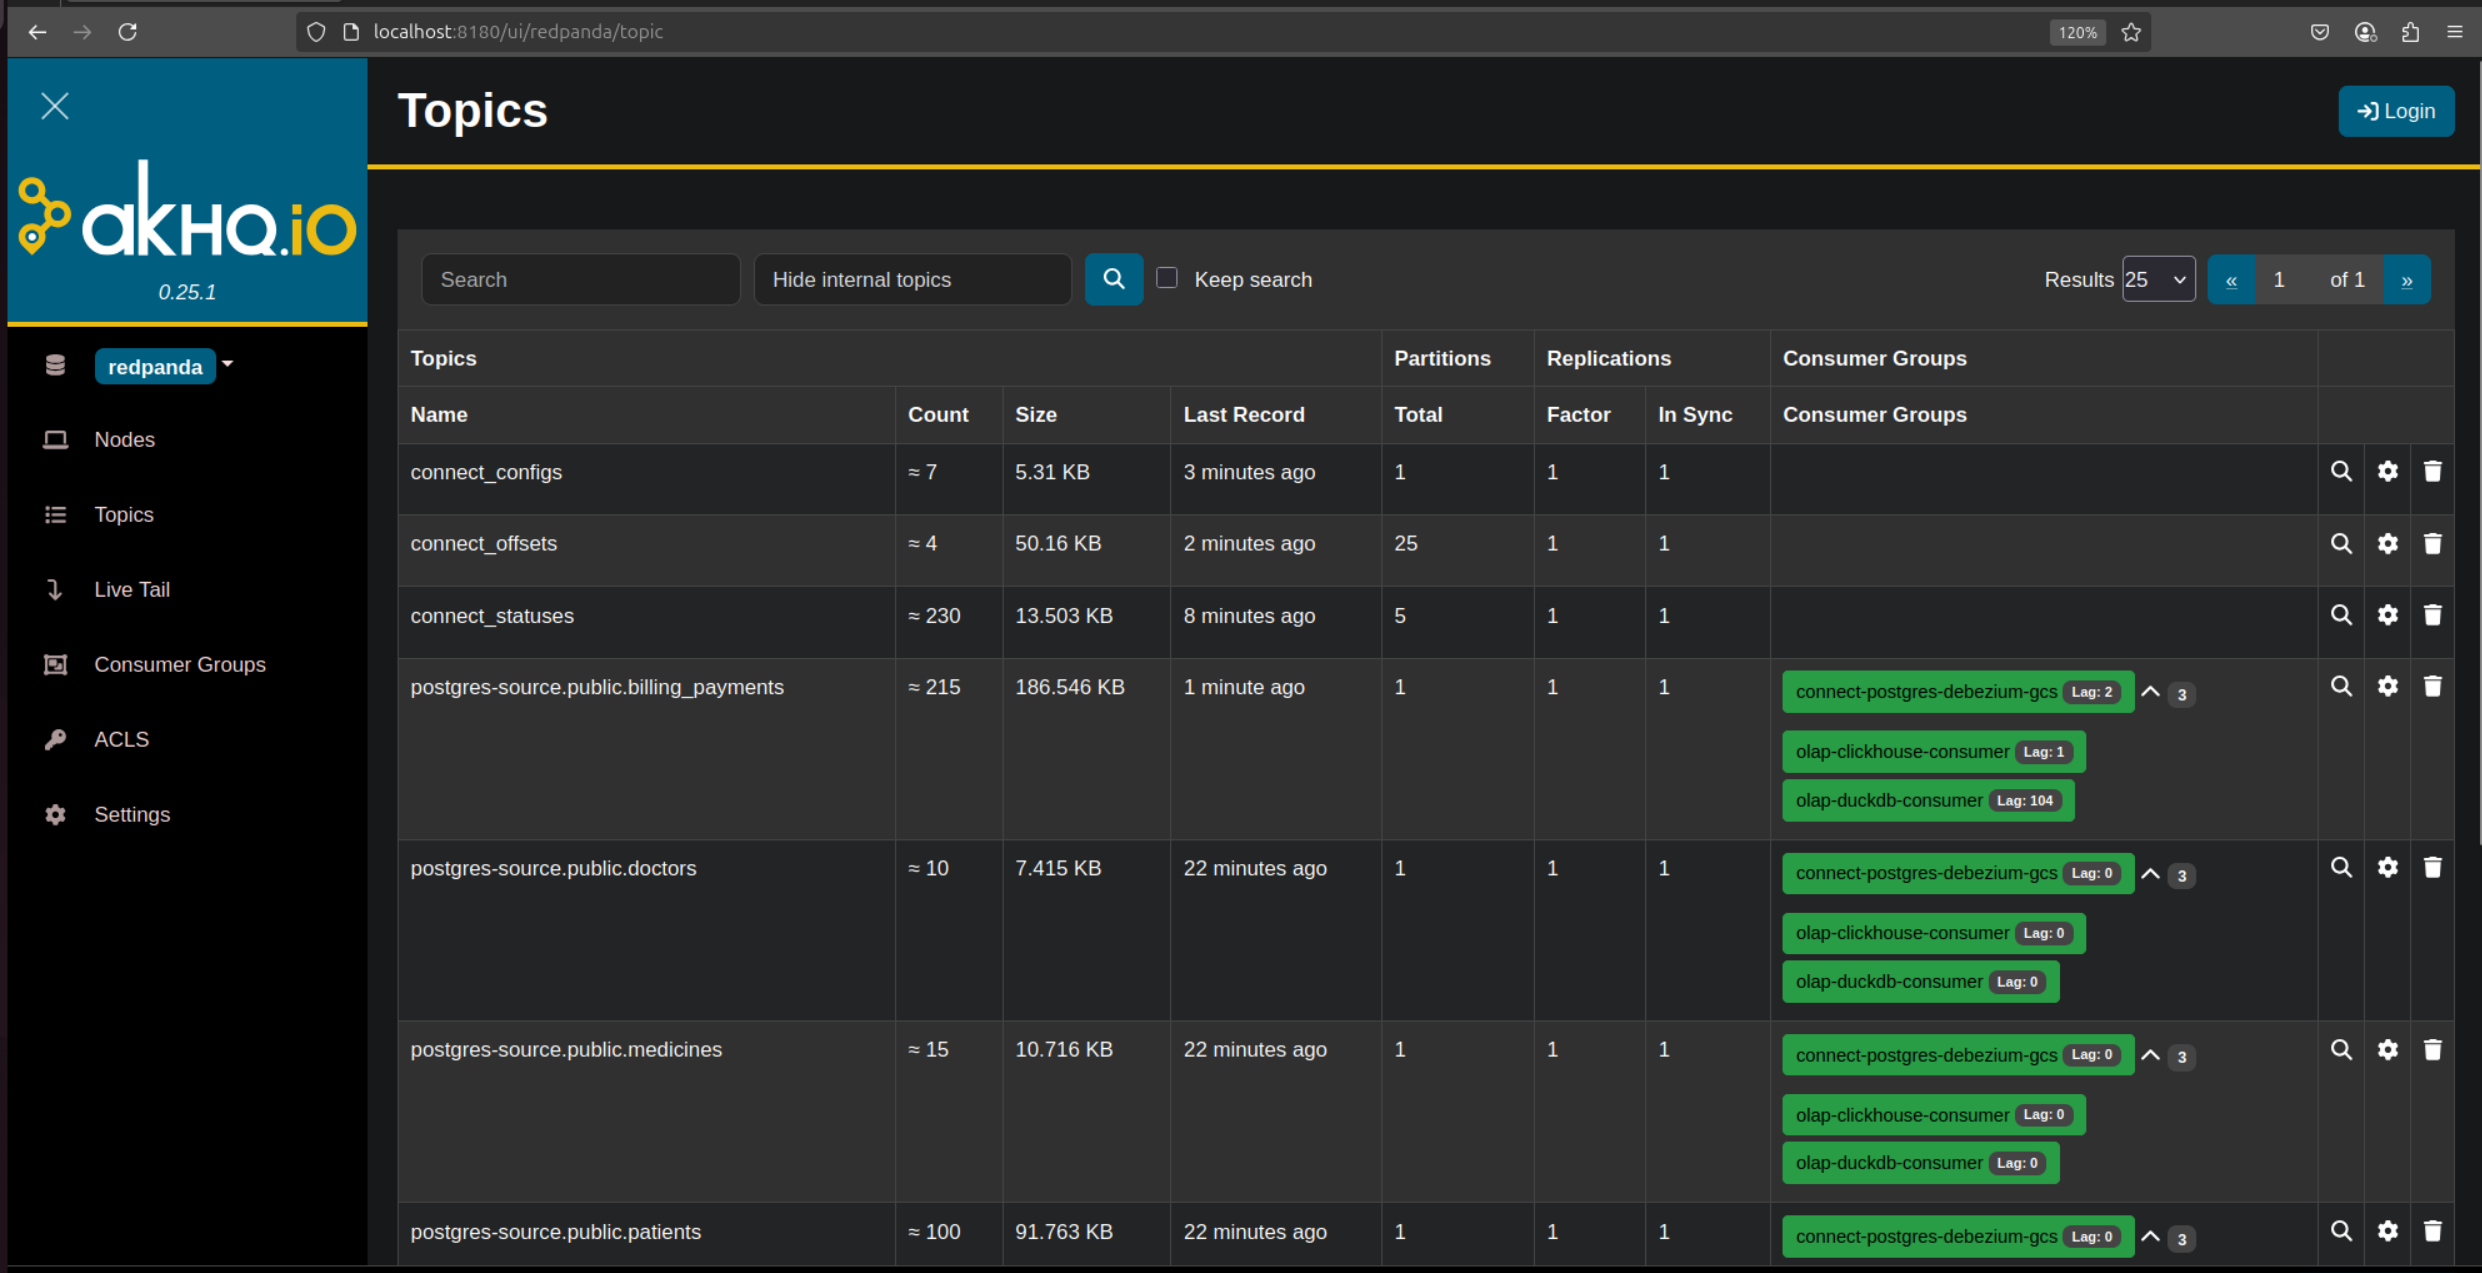 localhost:8180/ui/redpanda/topic
120%
Topics
Login
akHQ.io
0.25.1
redpanda
Nodes
Topics
Live Tail
Consumer Groups
ACLS
Settings
Search
Hide internal topics
Keep search
Results 25 « 1 of 1 »
Topics Partitions Replications Consumer Groups
Name Count Size Last Record Total Factor In Sync Consumer Groups
connect_configs ≈ 7 5.31 KB 3 minutes ago 1 1 1
connect_offsets ≈ 4 50.16 KB 2 minutes ago 25 1 1
connect_statuses ≈ 230 13.503 KB 8 minutes ago 5 1 1
postgres-source.public.billing_payments ≈ 215 186.546 KB 1 minute ago 1 1 1 connect-postgres-debezium-gcs Lag: 2 3
olap-clickhouse-consumer Lag: 1
olap-duckdb-consumer Lag: 104
postgres-source.public.doctors ≈ 10 7.415 KB 22 minutes ago 1 1 1 connect-postgres-debezium-gcs Lag: 0 3
olap-clickhouse-consumer Lag: 0
olap-duckdb-consumer Lag: 0
postgres-source.public.medicines ≈ 15 10.716 KB 22 minutes ago 1 1 1 connect-postgres-debezium-gcs Lag: 0 3
olap-clickhouse-consumer Lag: 0
olap-duckdb-consumer Lag: 0
postgres-source.public.patients ≈ 100 91.763 KB 22 minutes ago 1 1 1 connect-postgres-debezium-gcs Lag: 0 3